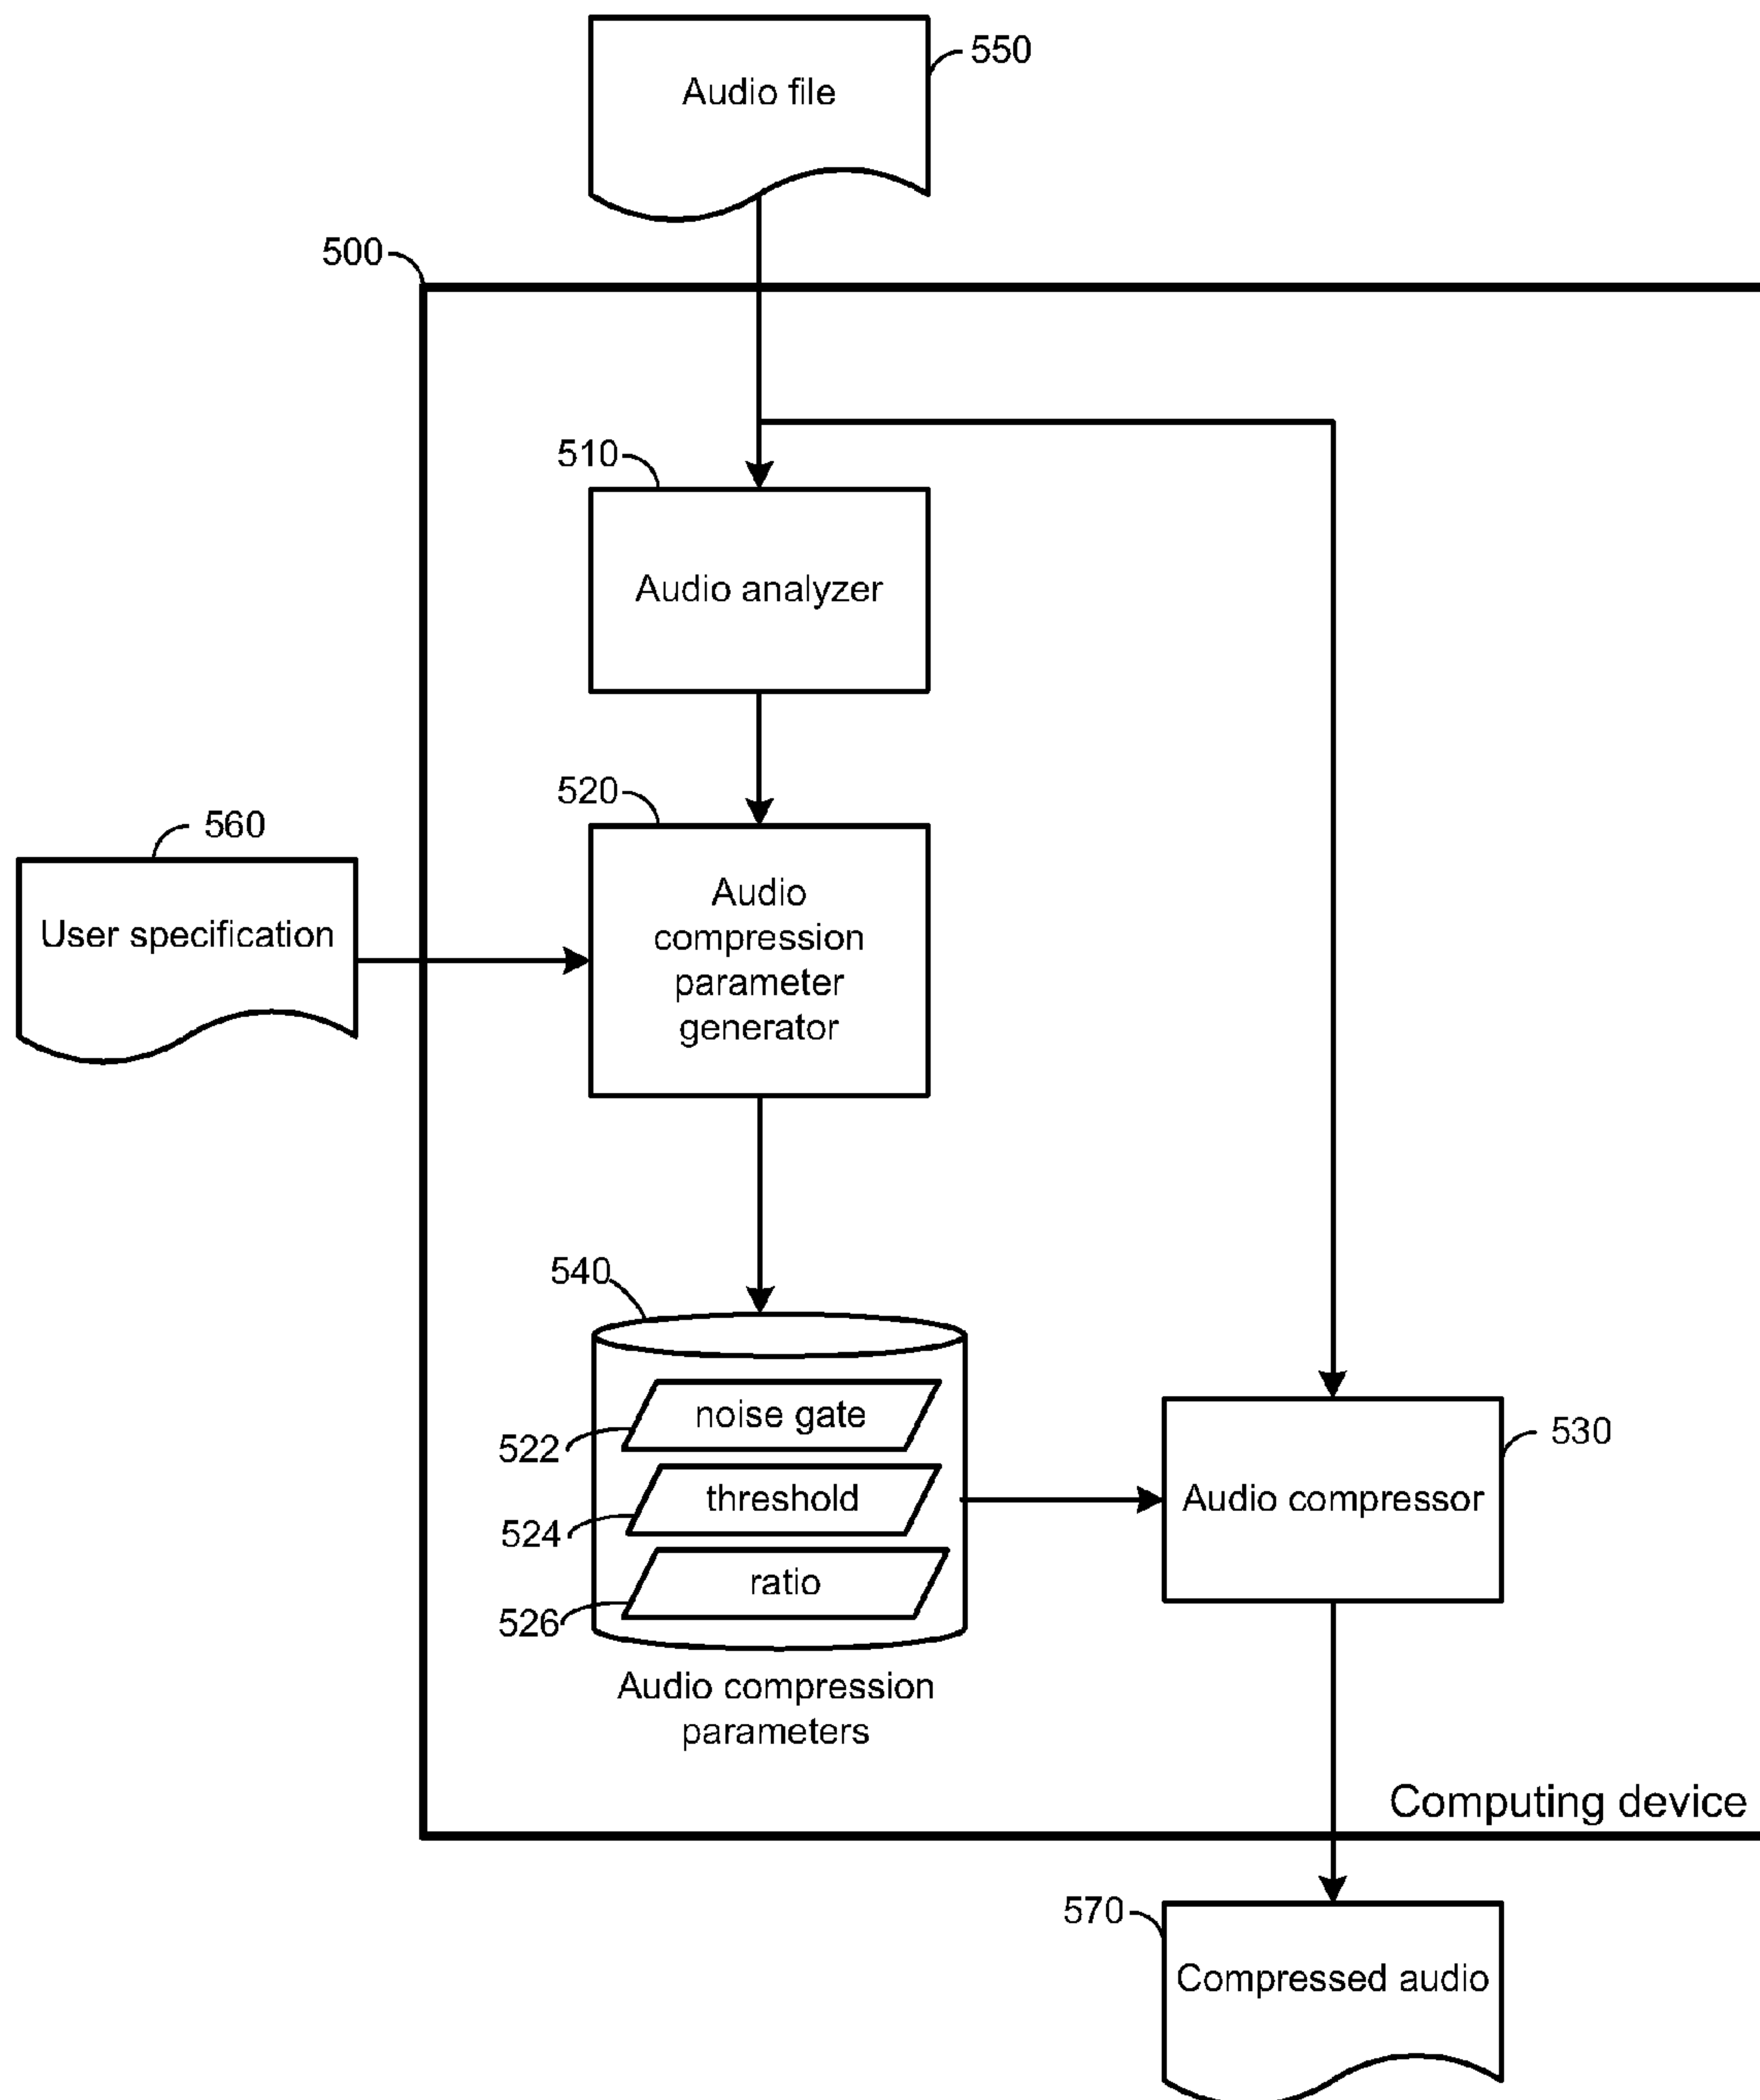 550
Audio file
500
510
Audio analyzer
520
560
Audio
compression
parameter
generator
User specification
540
noise gate
522
threshold
524
ratio
526
530
Audio compressor
Audio compression
parameters
Computing device
570
Compressed audio